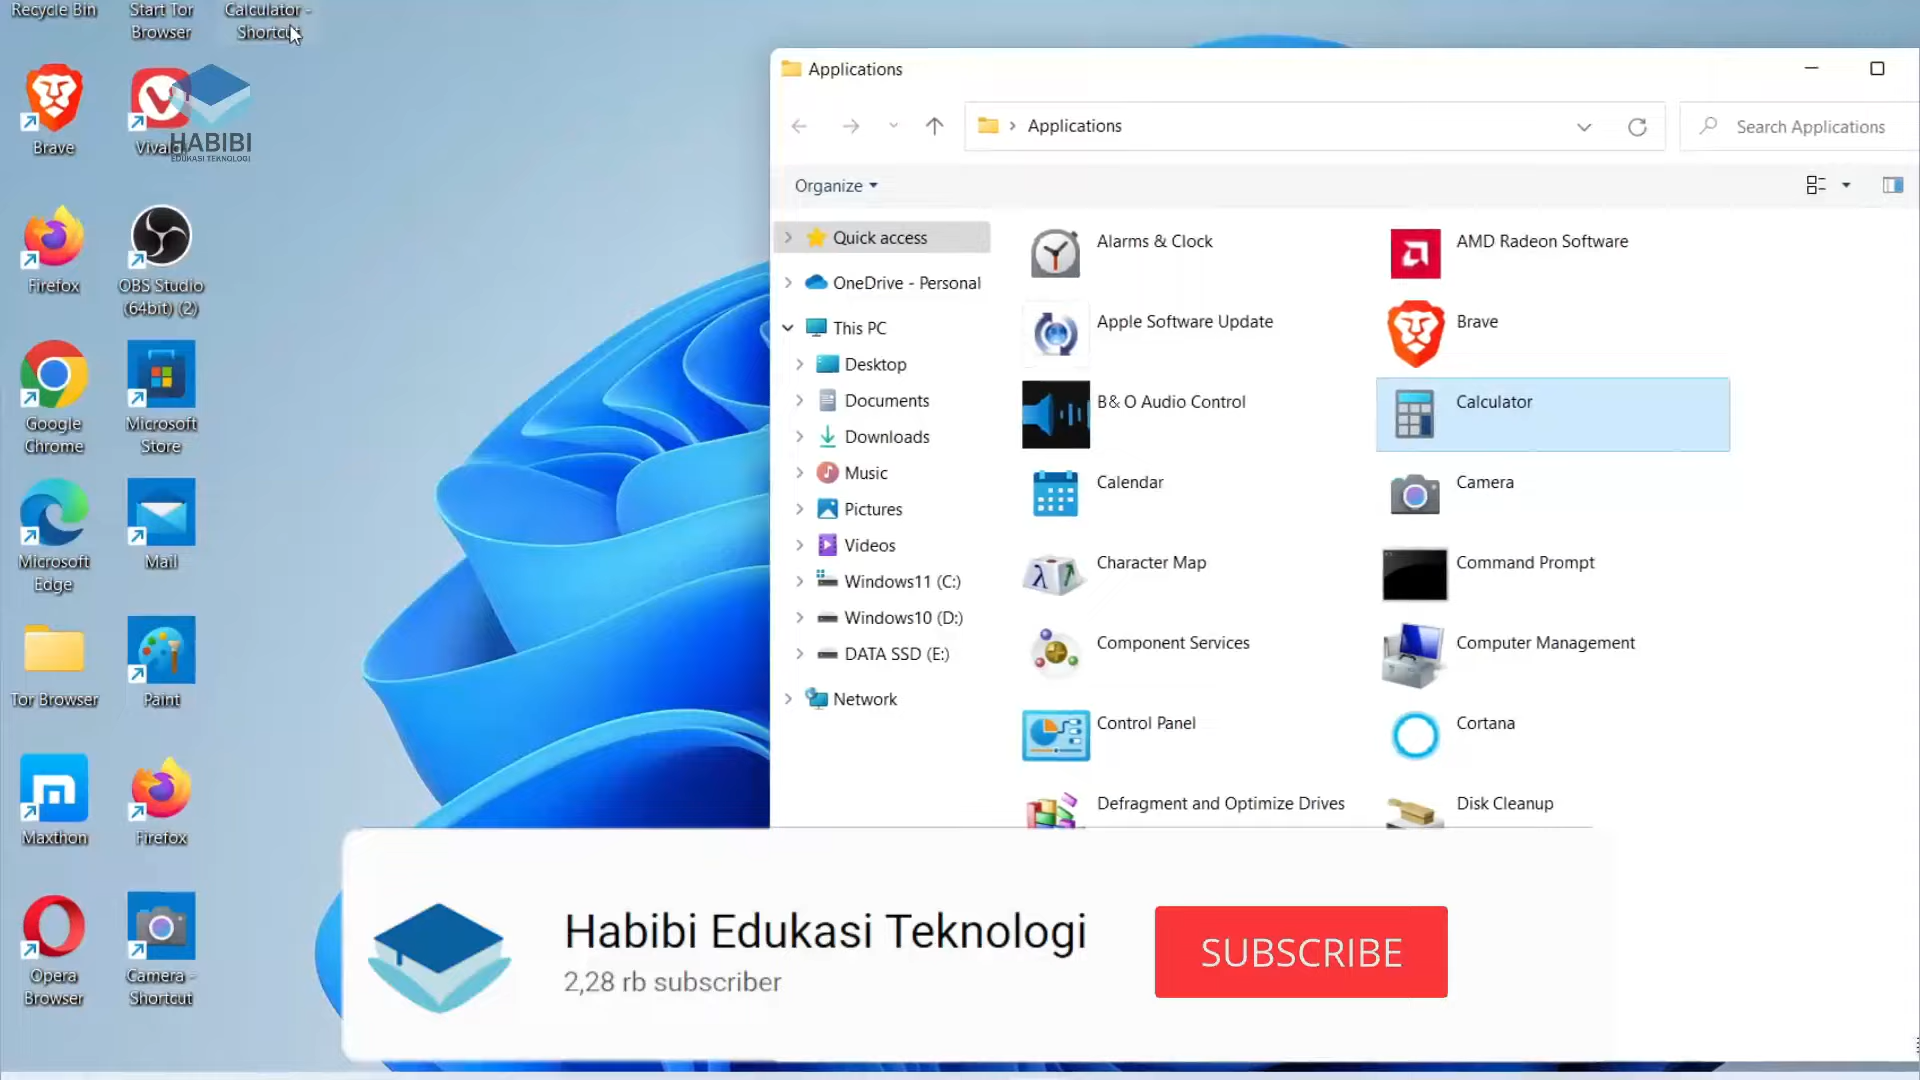 Recycle Bin
Start Tor
Browser
Calculator -
Shortcut
Brave
Vivaldi
HABIBI
EDUKASI TEKNOLOGI
Firefox
OBS Studio
(64bit) (2)
Google
Chrome
Microsoft
Store
Microsoft
Edge
Mail
Tor Browser
Paint
Maxthon
Firefox
Opera
Browser
Camera -
Shortcut
Applications
Applications
Search Applications
Organize
Quick access
OneDrive - Personal
This PC
Desktop
Documents
Downloads
Music
Pictures
Videos
Windows11 (C:)
Windows10 (D:)
DATA SSD (E:)
Network
Alarms & Clock
AMD Radeon Software
Apple Software Update
Brave
B& O Audio Control
Calculator
Calendar
Camera
Character Map
Command Prompt
Component Services
Computer Management
Control Panel
Cortana
Defragment and Optimize Drives
Disk Cleanup
Habibi Edukasi Teknologi
2,28 rb subscriber
SUBSCRIBE